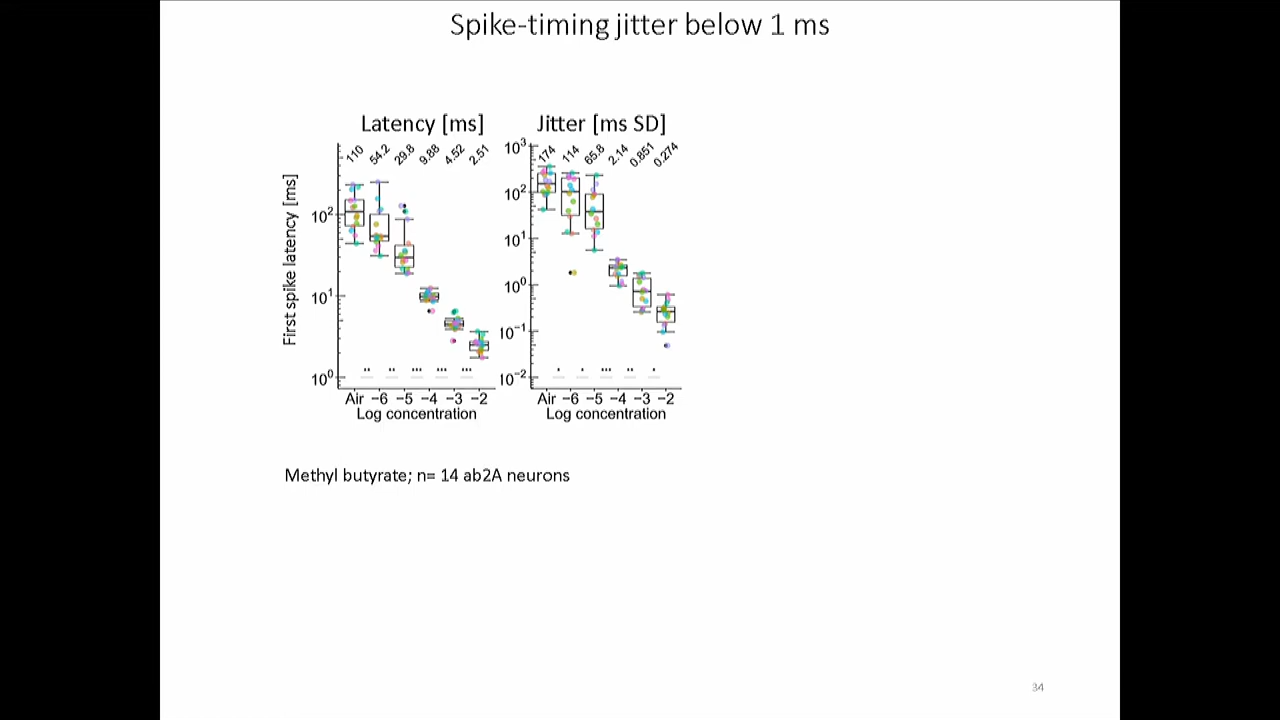 Spike-timing jitter below 1 ms
Latency [ms]
110 54.2 29.8 9.88 4.52 2.51
First spike latency [ms]
10²
10¹
10⁰
Air −6 −5 −4 −3 −2
Log concentration
** ** *** *** ***
Jitter [ms SD]
174 114 65.8 2.14 0.851 0.274
10³
10²
10¹
10⁰
10⁻¹
10⁻²
* * *** ** *
Air −6 −5 −4 −3 −2
Log concentration
Methyl butyrate; n= 14 ab2A neurons
34